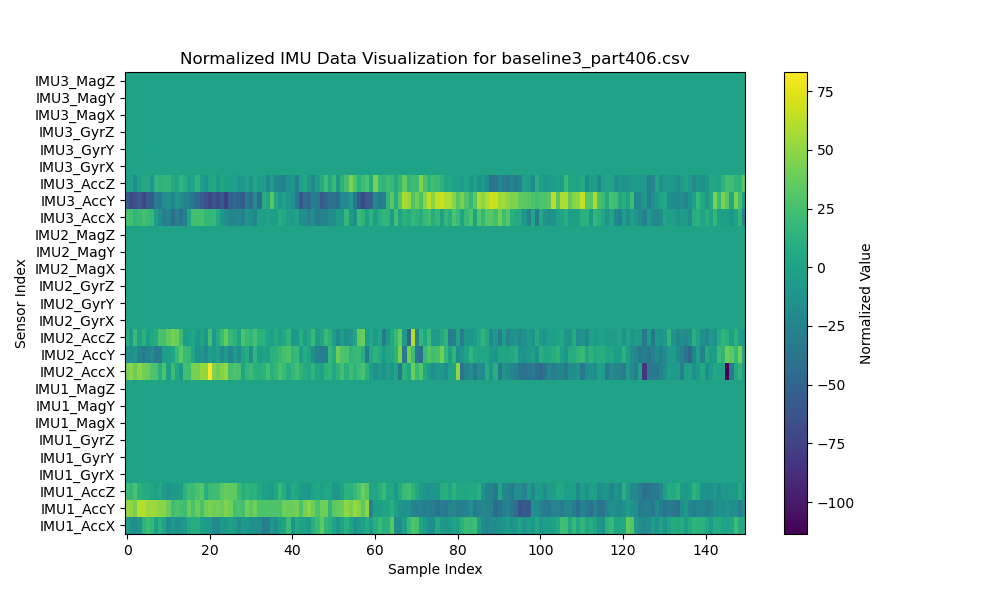 Normalized IMU Data Visualization for baseline3_part406.csv
IMU3_MagZ
IMU3_MagY
IMU3_MagX
IMU3_GyrZ
IMU3_GyrY
IMU3_GyrX
IMU3_AccZ
IMU3_AccY
IMU3_AccX
IMU2_MagZ
IMU2_MagY
IMU2_MagX
IMU2_GyrZ
IMU2_GyrY
IMU2_GyrX
IMU2_AccZ
IMU2_AccY
IMU2_AccX
IMU1_MagZ
IMU1_MagY
IMU1_MagX
IMU1_GyrZ
IMU1_GyrY
IMU1_GyrX
IMU1_AccZ
IMU1_AccY
IMU1_AccX
Sensor Index
0 20 40 60 80 100 120 140
Sample Index
75
50
25
0
−25
−50
−75
−100
Normalized Value